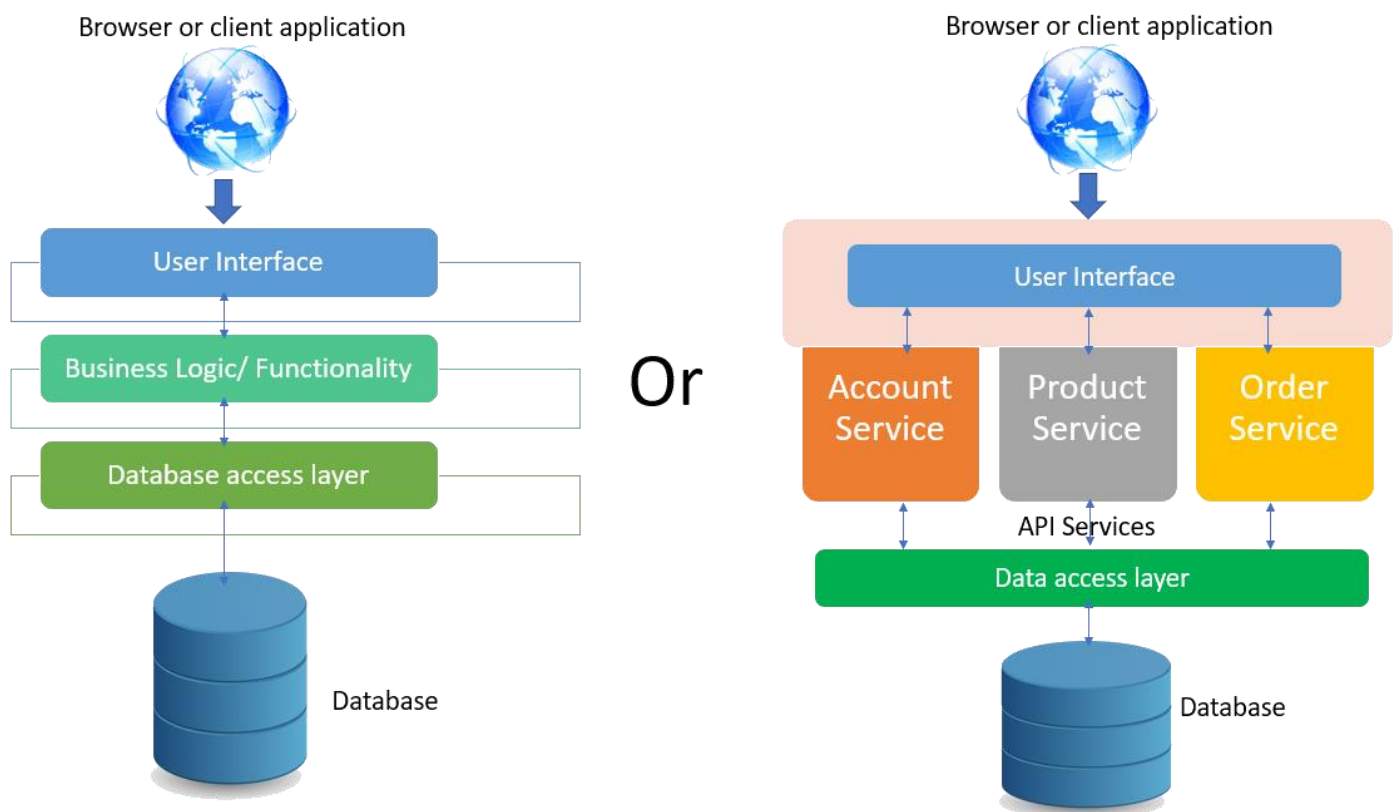 Browser or client application
User Interface
Business Logic/ Functionality
Database access layer
Database
Or
Browser or client application
User Interface
Account
Service
Product
Service
Order
Service
API Services
Data access layer
Database